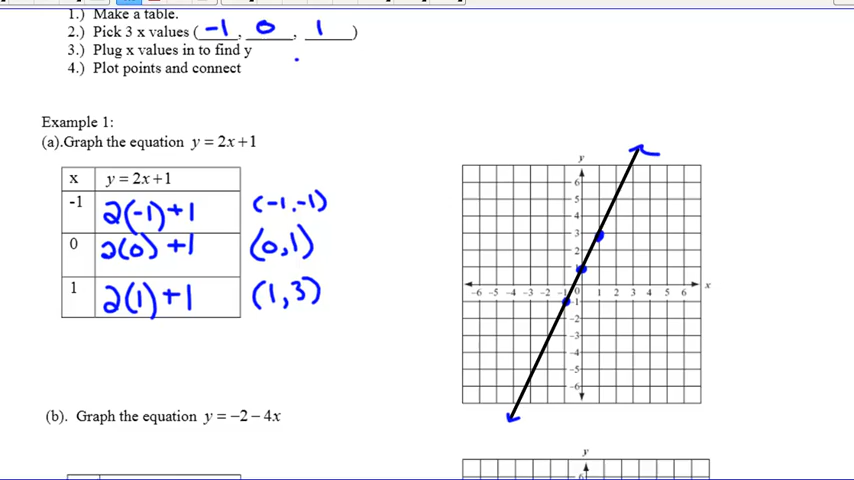 1.) Make a table.
2.) Pick 3 x values ( -1 , 0 , 1 )
3.) Plug x values in to find y
4.) Plot points and connect
Example 1:
(a).Graph the equation y = 2x+1
x y = 2x+1
-1 2(-1)+1 (-1,-1)
0 2(0)+1 (0,1)
1 2(1)+1 (1,3)
y
6
5
4
3
2
1
-6 -5 -4 -3 -2 -1 0 1 2 3 4 5 6 x
-1
-2
-3
-4
-5
-6
(b). Graph the equation y = -2 - 4x
y
6